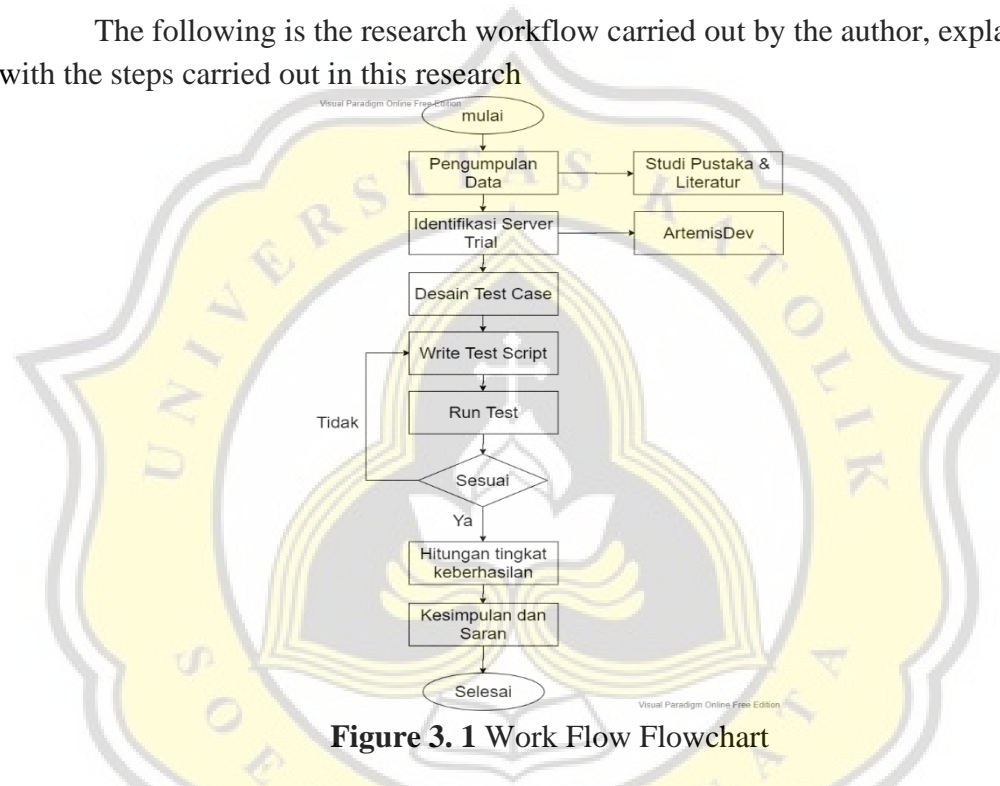 The following is the research workflow carried out by the author, expla
with the steps carried out in this research
Visual Paradigm Online Free Edition
mulai
Pengumpulan
Data
Studi Pustaka &
Literatur
Identifikasi Server
Trial
ArtemisDev
Desain Test Case
Write Test Script
Run Test
Tidak
Sesuai
Ya
Hitungan tingkat
keberhasilan
Kesimpulan dan
Saran
Selesai
Visual Paradigm Online Free Edition
Figure 3. 1 Work Flow Flowchart
UNIVERSITAS KATOLIK